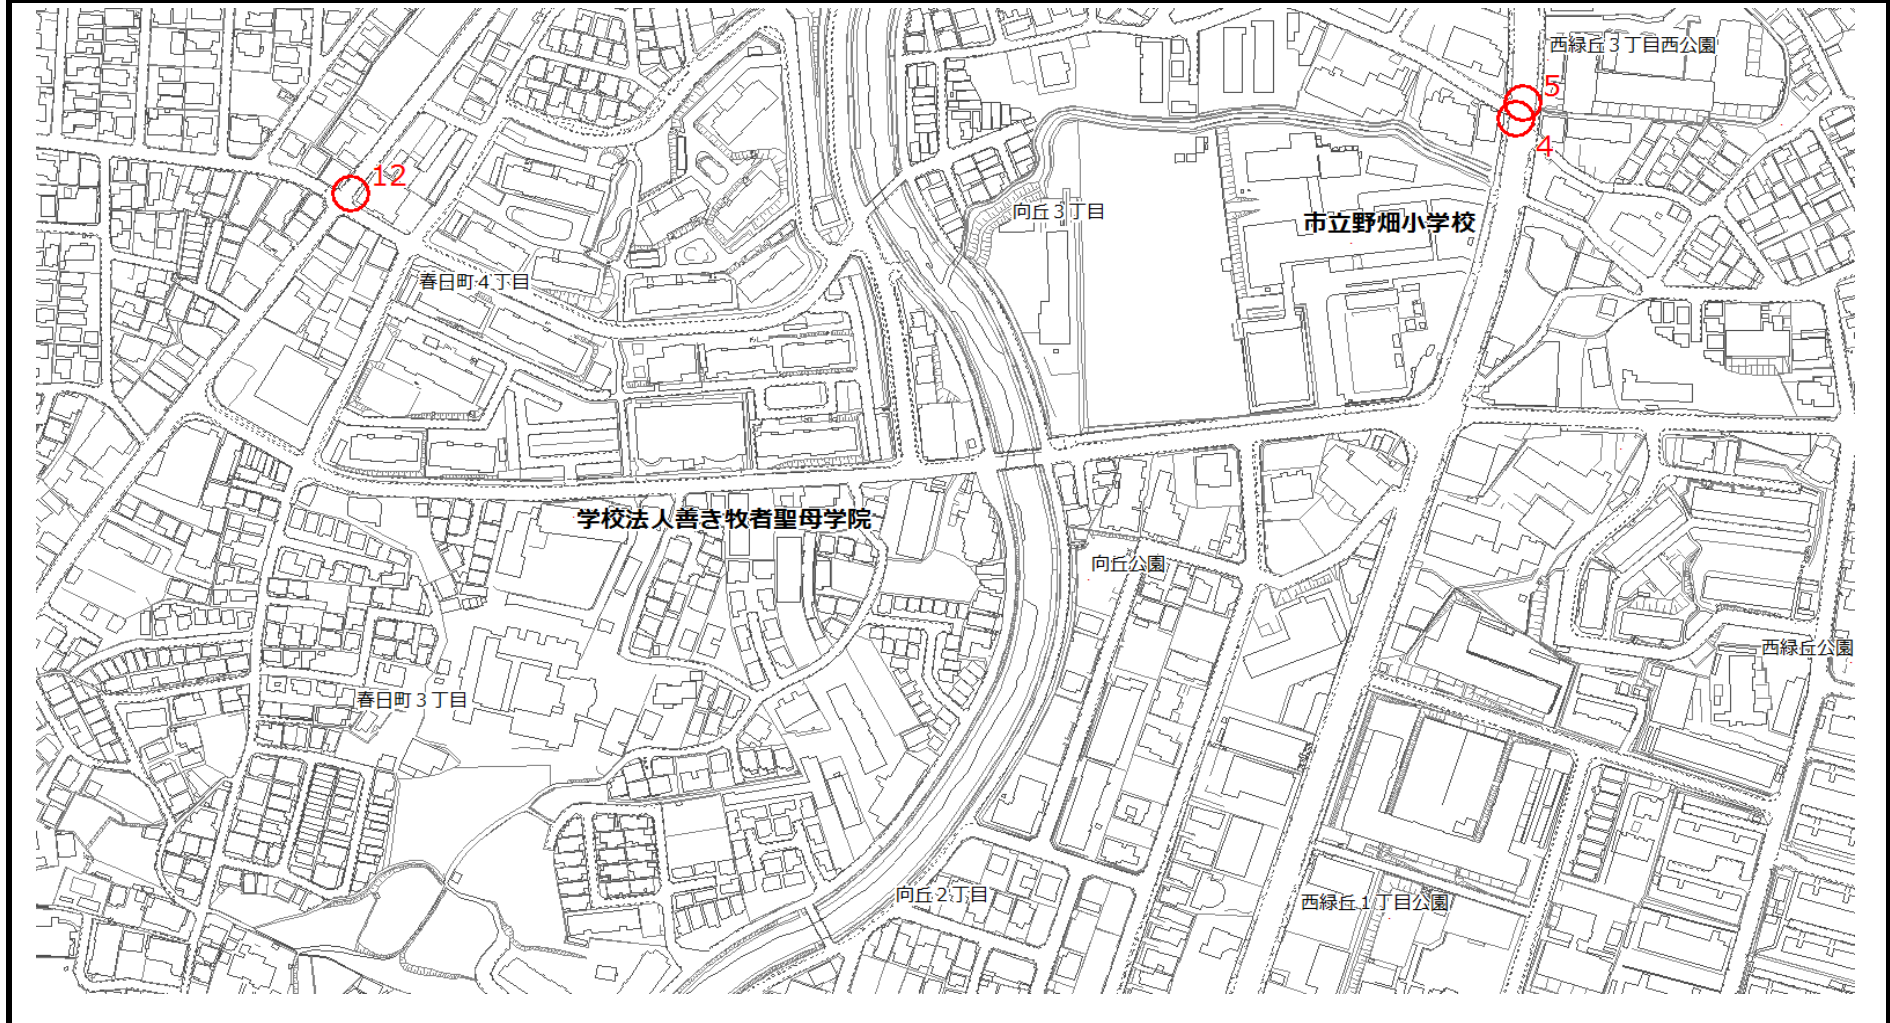 西緑丘３丁目西公園
5
4
12
向丘３丁目
市立野畑小学校
春日町４丁目
学校法人善き牧者聖母学院
向丘公園
西緑丘公園
春日町３丁目
向丘２丁目
西緑丘１丁目公園